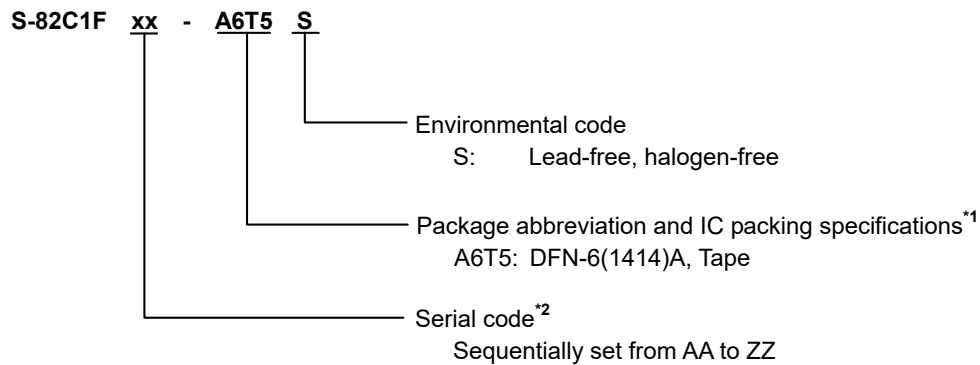 S-82C1F xx - A6T5 S
Environmental code
S: Lead-free, halogen-free
Package abbreviation and IC packing specifications*1
A6T5: DFN-6(1414)A, Tape
Serial code*2
Sequentially set from AA to ZZ